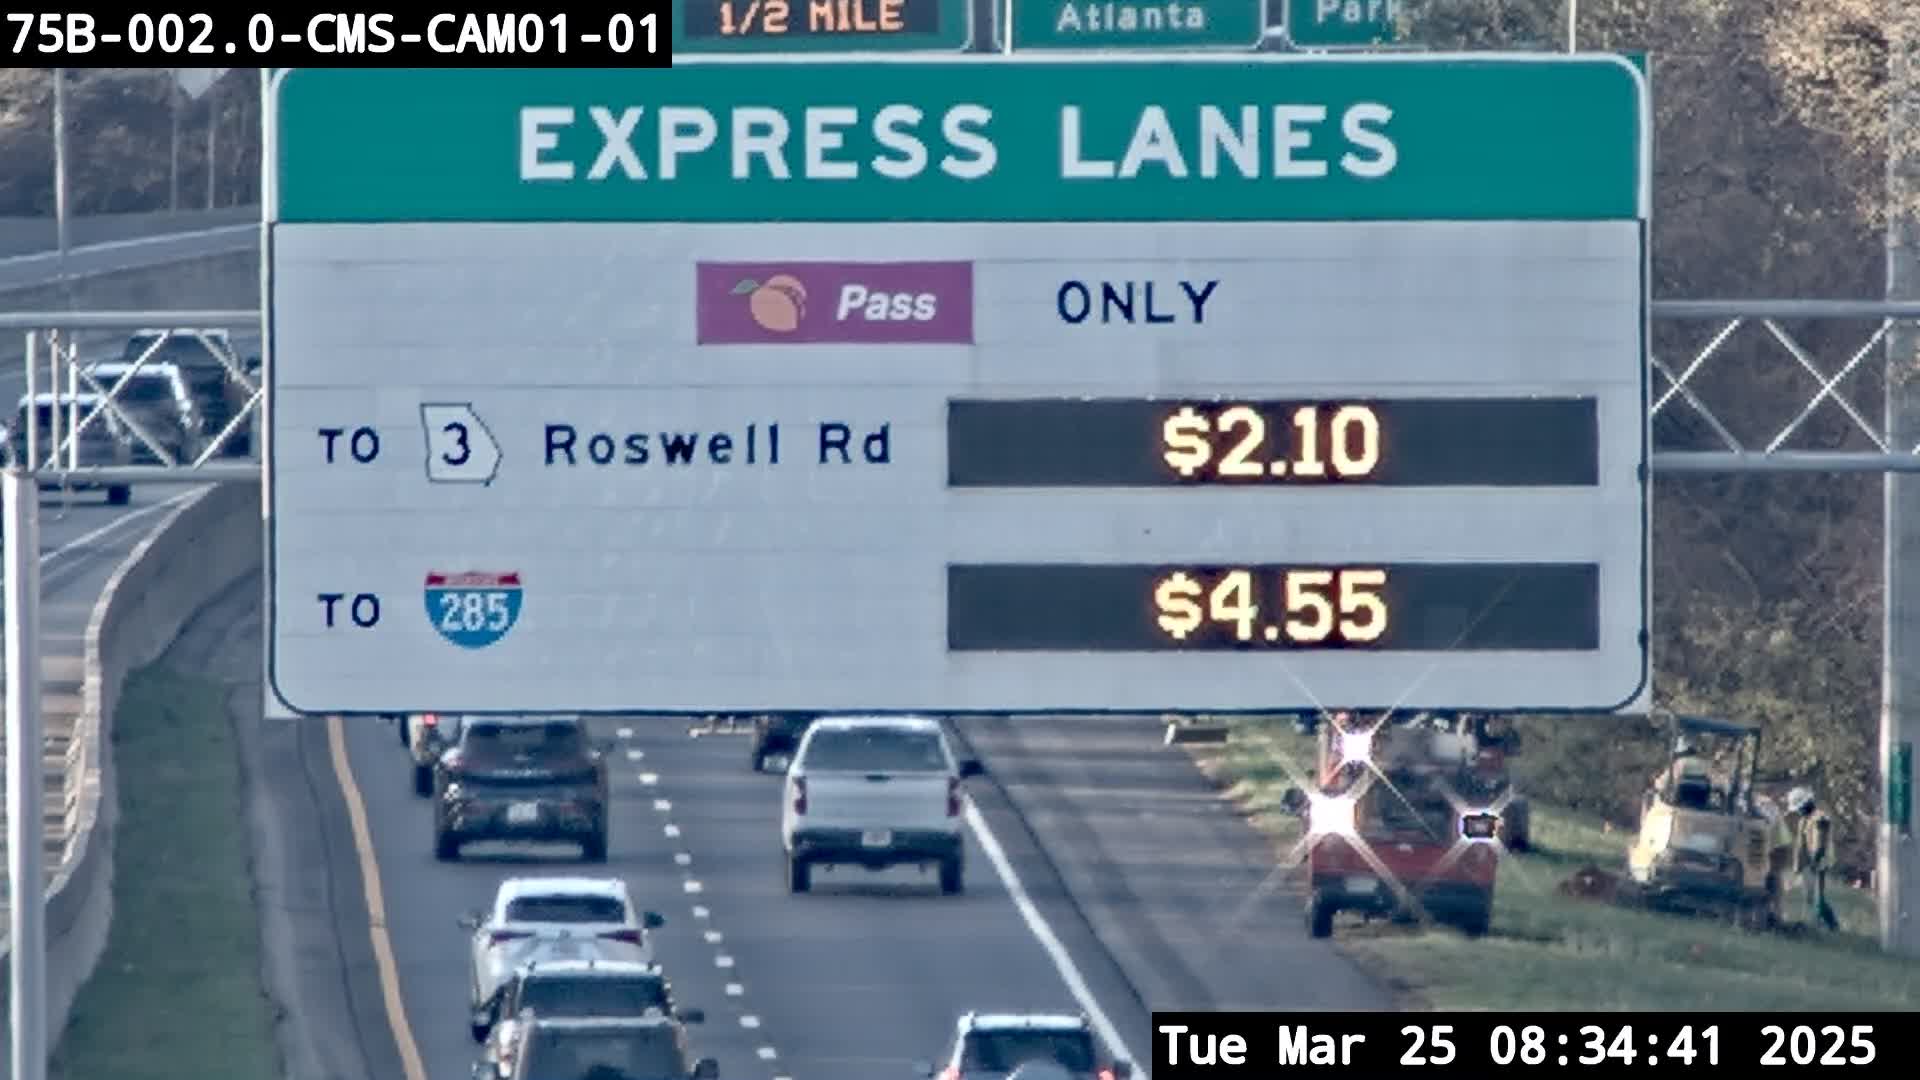 75B-002.0-CMS-CAM01-01
1/2 MILE
Atlanta
Park
EXPRESS LANES
Pass ONLY
TO 3 Roswell Rd $2.10
TO 285 $4.55
Tue Mar 25 08:34:41 2025